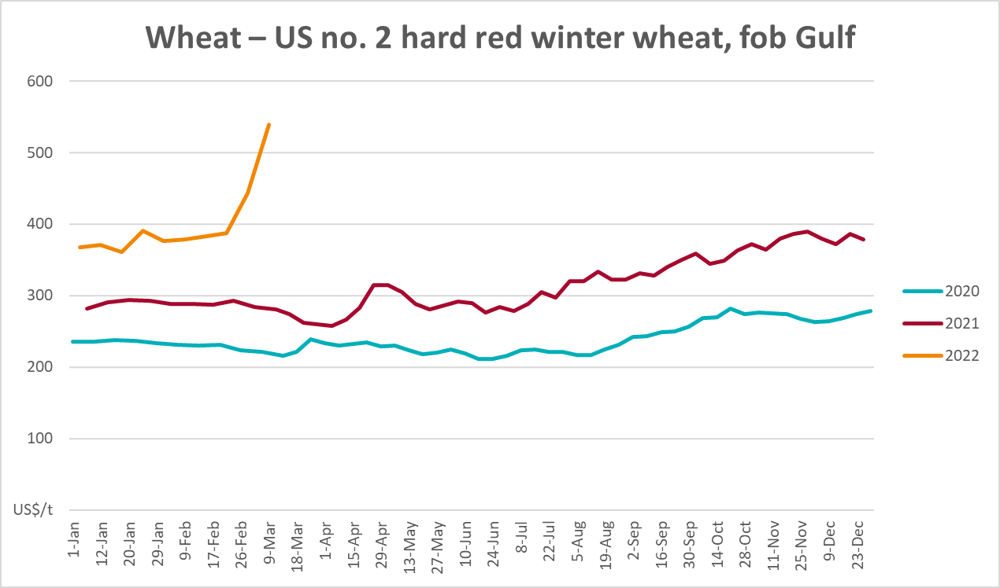 Wheat – US no. 2 hard red winter wheat, fob Gulf
600
500
400
300
200
100
US$/t
1-Jan
12-Jan
20-Jan
29-Jan
9-Feb
17-Feb
26-Feb
9-Mar
18-Mar
1-Apr
15-Apr
29-Apr
13-May
27-May
10-Jun
24-Jun
8-Jul
22-Jul
5-Aug
19-Aug
2-Sep
16-Sep
30-Sep
14-Oct
28-Oct
11-Nov
25-Nov
9-Dec
23-Dec
2020
2021
2022